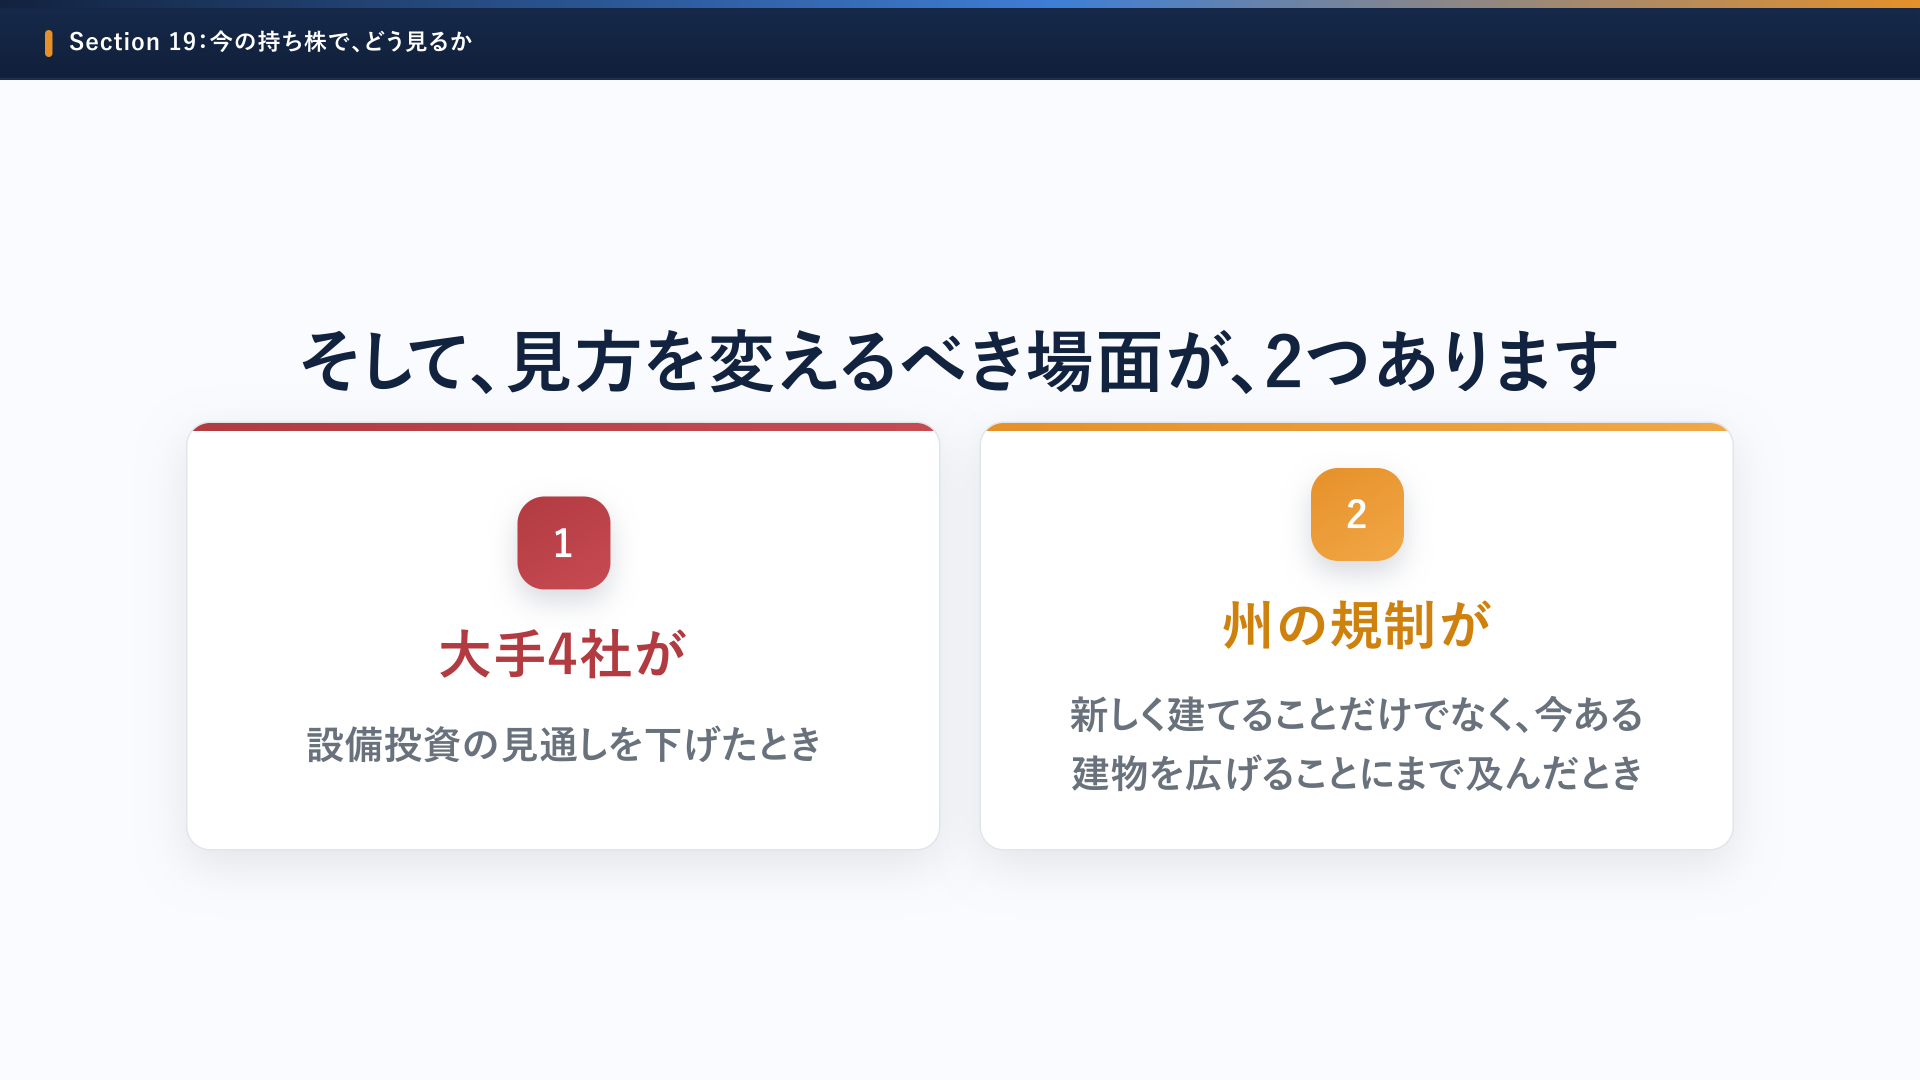 Section 19：今の持ち株で、どう見るか
そして、見方を変えるべき場面が、2つあります
1
大手4社が
設備投資の見通しを下げたとき
2
州の規制が
新しく建てることだけでなく、今ある
建物を広げることにまで及んだとき